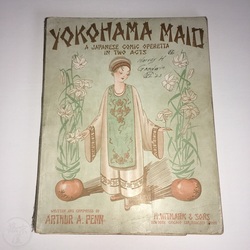 YOKOHAMA MAID
A JAPANESE COMIC OPERETTA
IN TWO ACTS
WRITTEN AND COMPOSED BY
ARTHUR A. PENN
M. WITMARK & SONS